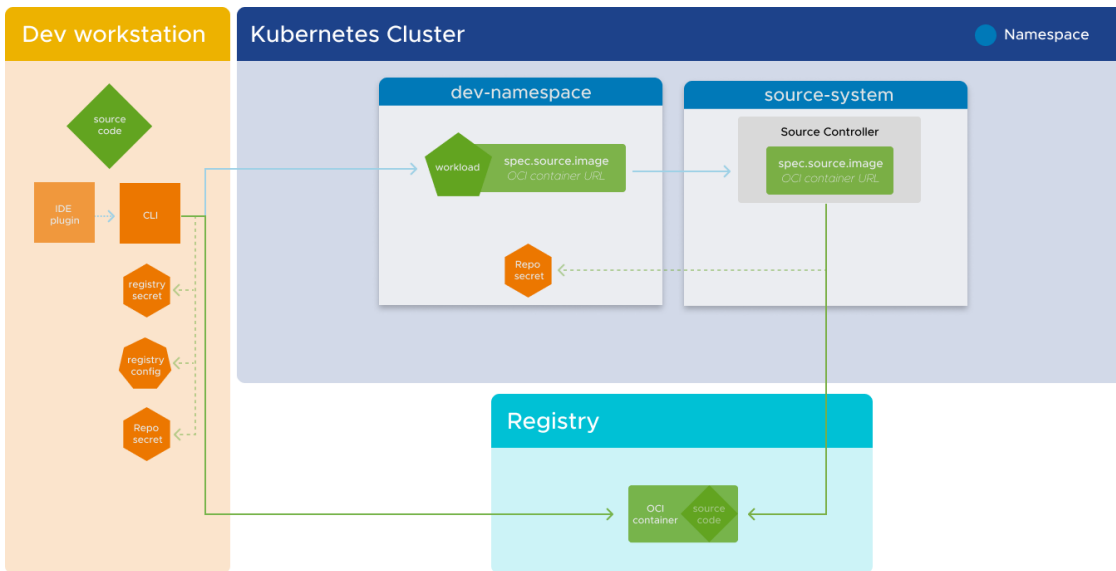 Dev workstation
source
code
IDE
plugin
CLI
registry
secret
registry
config
Repo
secret
Kubernetes Cluster
Namespace
dev-namespace
workload
spec.source.image
OCI container URL
Repo
secret
source-system
Source Controller
spec.source.image
OCI container URL
Registry
OCI
container
source
code